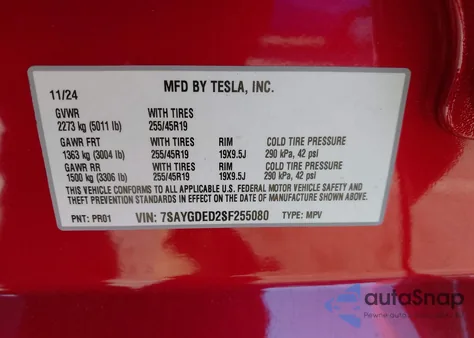 11/24
MFD BY TESLA, INC.
GVWR WITH TIRES
2273 kg (5011 lb) 255/45R19
GAWR FRT WITH TIRES RIM COLD TIRE PRESSURE
1363 kg (3004 lb) 255/45R19 19X9.5J 290 kPa, 42 psi
GAWR RR WITH TIRES RIM COLD TIRE PRESSURE
1500 kg (3306 lb) 255/45R19 19X9.5J 290 kPa, 42 psi
THIS VEHICLE CONFORMS TO ALL APPLICABLE U.S. FEDERAL MOTOR VEHICLE SAFETY AND
THEFT PREVENTION STANDARDS IN EFFECT ON THE DATE OF MANUFACTURE SHOWN ABOVE.
PNT: PR01 VIN: 7SAYGDED2SF255080 TYPE: MPV
autoSnap
Pewne auto